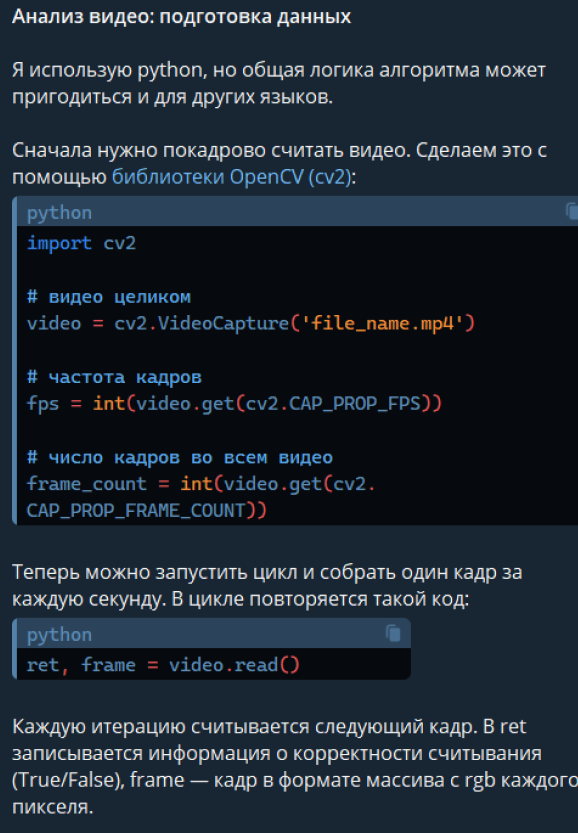 Анализ видео: подготовка данных
Я использую python, но общая логика алгоритма может
пригодиться и для других языков.
Сначала нужно покадрово считать видео. Сделаем это с
помощью библиотеки OpenCV (cv2):
python
import cv2
# видео целиком
video = cv2.VideoCapture('file_name.mp4')
# частота кадров
fps = int(video.get(cv2.CAP_PROP_FPS))
# число кадров во всем видео
frame_count = int(video.get(cv2.
CAP_PROP_FRAME_COUNT))
Теперь можно запустить цикл и собрать один кадр за
каждую секунду. В цикле повторяется такой код:
python
ret, frame = video.read()
Каждую итерацию считывается следующий кадр. В ret
записывается информация о корректности считывания
(True/False), frame — кадр в формате массива с rgb каждого
пикселя.